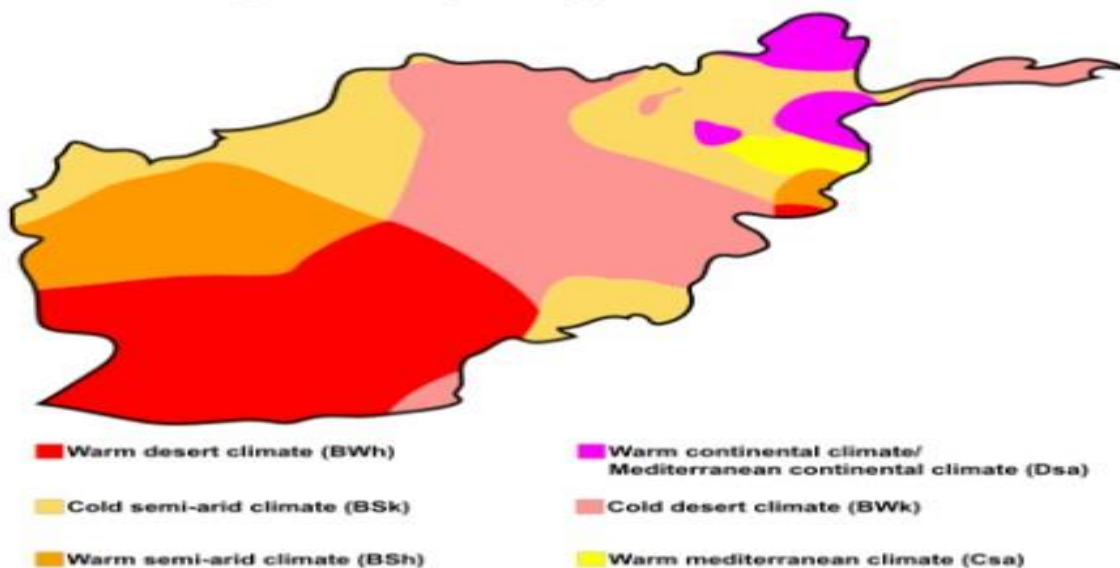 Warm desert climate (BWh)
Cold semi-arid climate (BSk)
Warm semi-arid climate (BSh)
Warm continental climate/
Mediterranean continental climate (Dsa)
Cold desert climate (BWk)
Warm mediterranean climate (Csa)